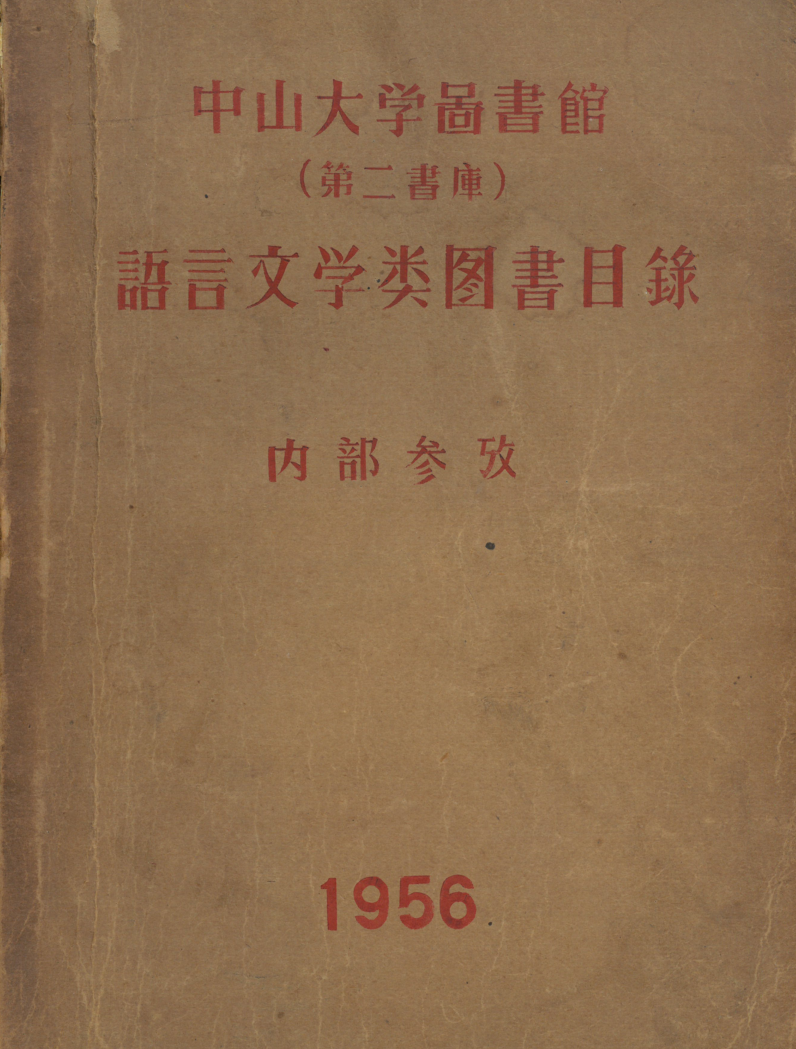 中山大学啚書館
（第二書庫）
語言文学类图書目錄
内部参攷
1956